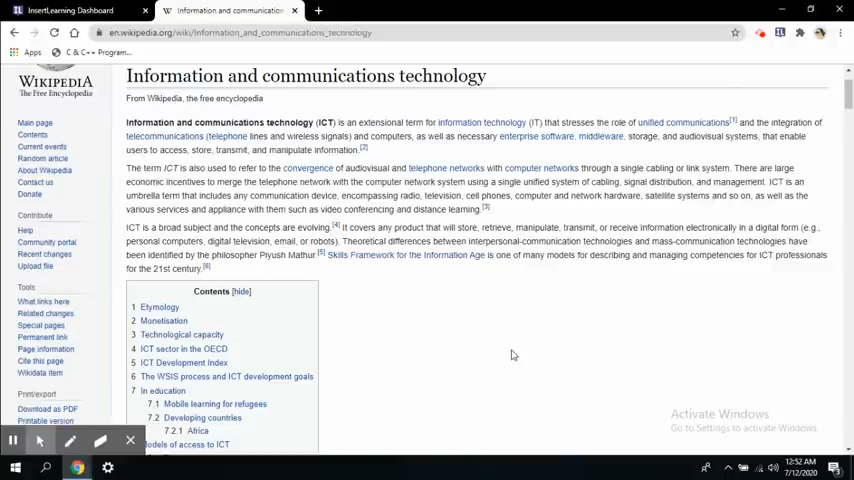 InsertLearning Dashboard
Information and communication
en.wikipedia.org/wiki/Information_and_communications_technology
Apps C & C++ Program...
WIKIPEDIA
The Free Encyclopedia
Main page
Contents
Current events
Random article
About Wikipedia
Contact us
Donate
Contribute
Help
Community portal
Recent changes
Upload file
Tools
What links here
Related changes
Special pages
Permanent link
Page information
Cite this page
Wikidata item
Print/export
Download as PDF
Printable version
Information and communications technology
From Wikipedia, the free encyclopedia
Information and communications technology (ICT) is an extensional term for information technology (IT) that stresses the role of unified communications[1] and the integration of
telecommunications (telephone lines and wireless signals) and computers, as well as necessary enterprise software, middleware, storage, and audiovisual systems, that enable
users to access, store, transmit, and manipulate information.[2]
The term ICT is also used to refer to the convergence of audiovisual and telephone networks with computer networks through a single cabling or link system. There are large
economic incentives to merge the telephone network with the computer network system using a single unified system of cabling, signal distribution, and management. ICT is an
umbrella term that includes any communication device, encompassing radio, television, cell phones, computer and network hardware, satellite systems and so on, as well as the
various services and appliance with them such as video conferencing and distance learning.[3]
ICT is a broad subject and the concepts are evolving.[4] It covers any product that will store, retrieve, manipulate, transmit, or receive information electronically in a digital form (e.g.,
personal computers, digital television, email, or robots). Theoretical differences between interpersonal-communication technologies and mass-communication technologies have
been identified by the philosopher Piyush Mathur.[5] Skills Framework for the Information Age is one of many models for describing and managing competencies for ICT professionals
for the 21st century.[6]
Contents [hide]
1 Etymology
2 Monetisation
3 Technological capacity
4 ICT sector in the OECD
5 ICT Development Index
6 The WSIS process and ICT development goals
7 In education
7.1 Mobile learning for refugees
7.2 Developing countries
7.2.1 Africa
Models of access to ICT
Activate Windows
Go to Settings to activate Windows.
12:52 AM
7/12/2020